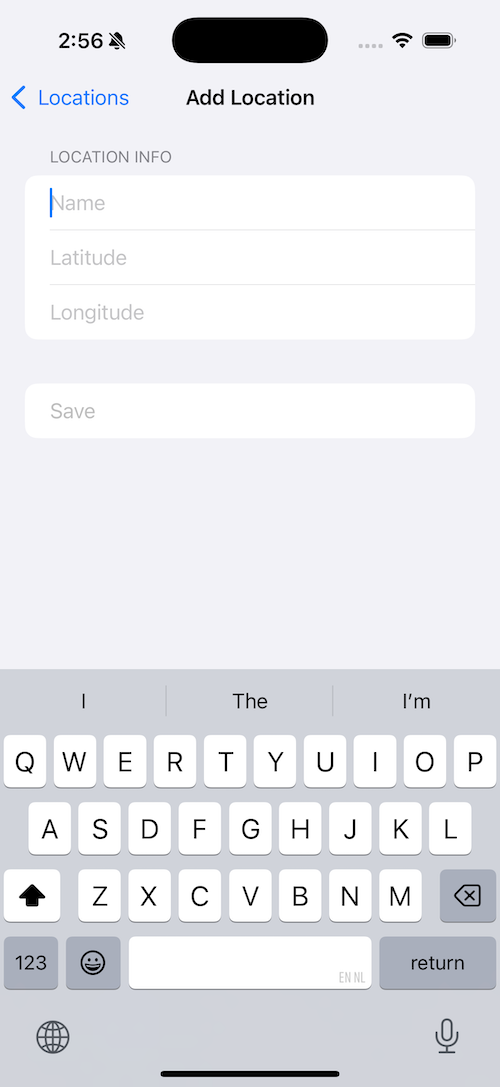 2:56
Locations
Add Location
LOCATION INFO
Name
Latitude
Longitude
Save
I The I’m
Q W E R T Y U I O P
A S D F G H J K L
Z X C V B N M
123 EN NL return